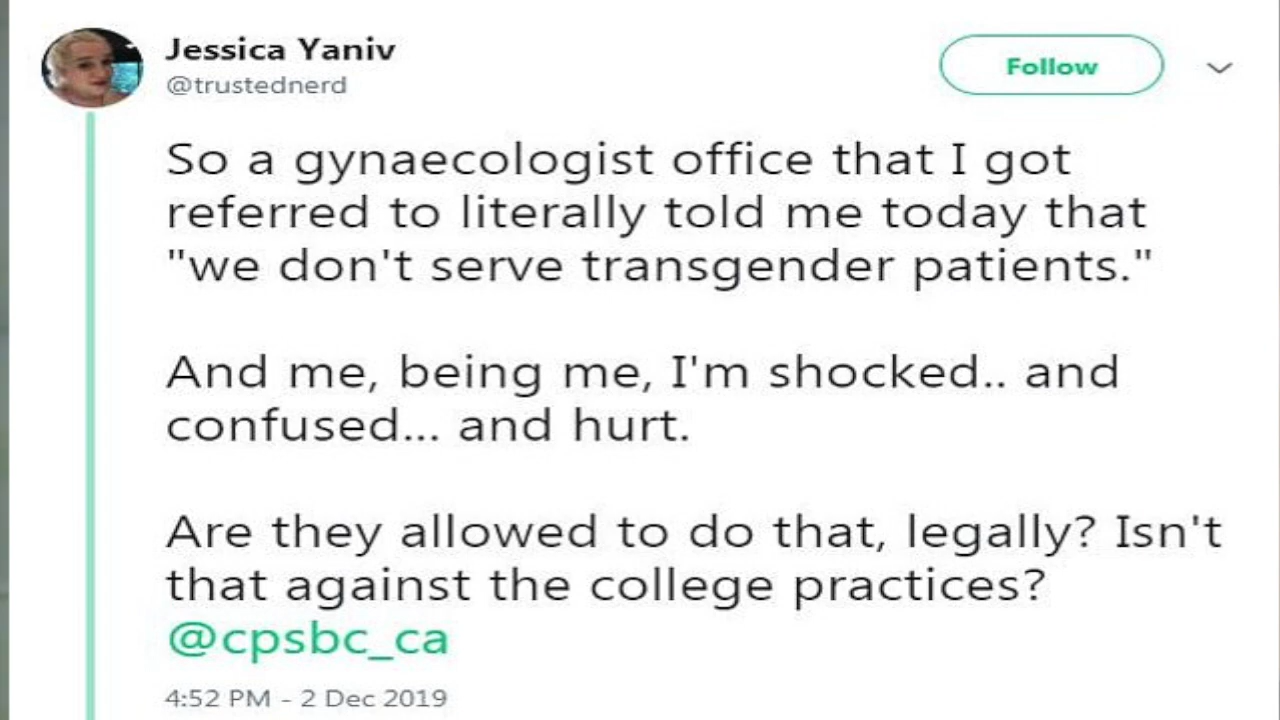 Jessica Yaniv
@trustednerd
Follow
So a gynaecologist office that I got
referred to literally told me today that
"we don't serve transgender patients."
And me, being me, I'm shocked.. and
confused... and hurt.
Are they allowed to do that, legally? Isn't
that against the college practices?
@cpsbc_ca
4:52 PM - 2 Dec 2019